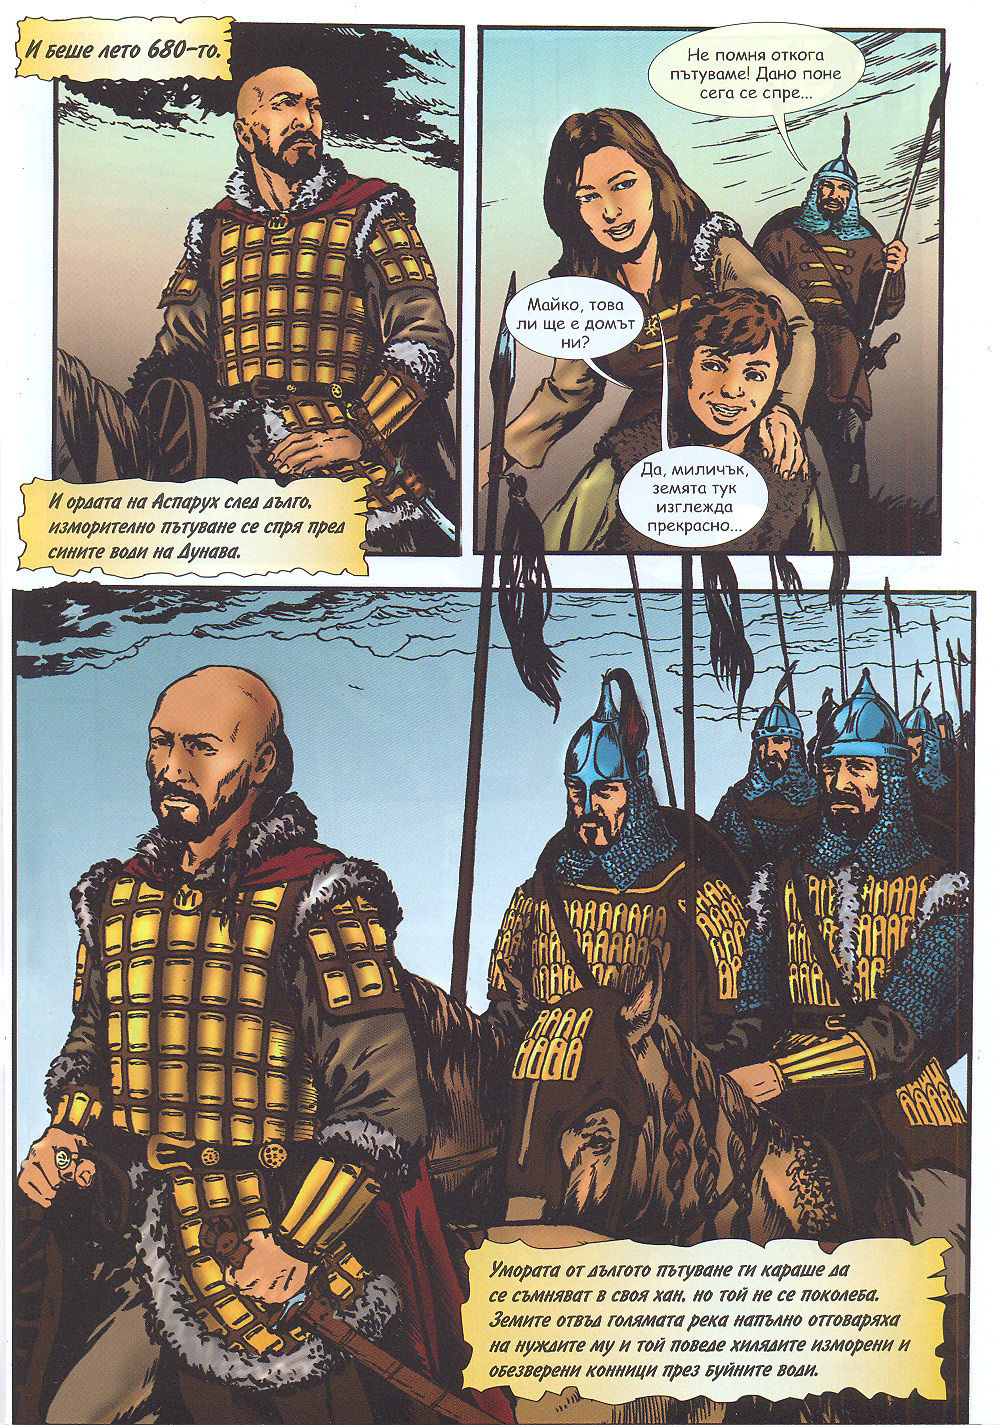 И беше лето 680-то.
И ордата на Аспарух след дълго,
изморително пътуване се спря пред
сините води на Дунава.
Не помня откога
пътуваме! Дано поне
сега се спре...
Майко, това
ли ще е домът
ни?
Да, миличък,
земята тук
изглежда
прекрасно...
Умората от дългото пътуване ги караше да
се съмняват в своя хан, но той не се поколеба.
Земите отвъд голямата река напълно отговаряха
на нуждите му и той поведе хилядите изморени и
обезверени конници през буйните води.